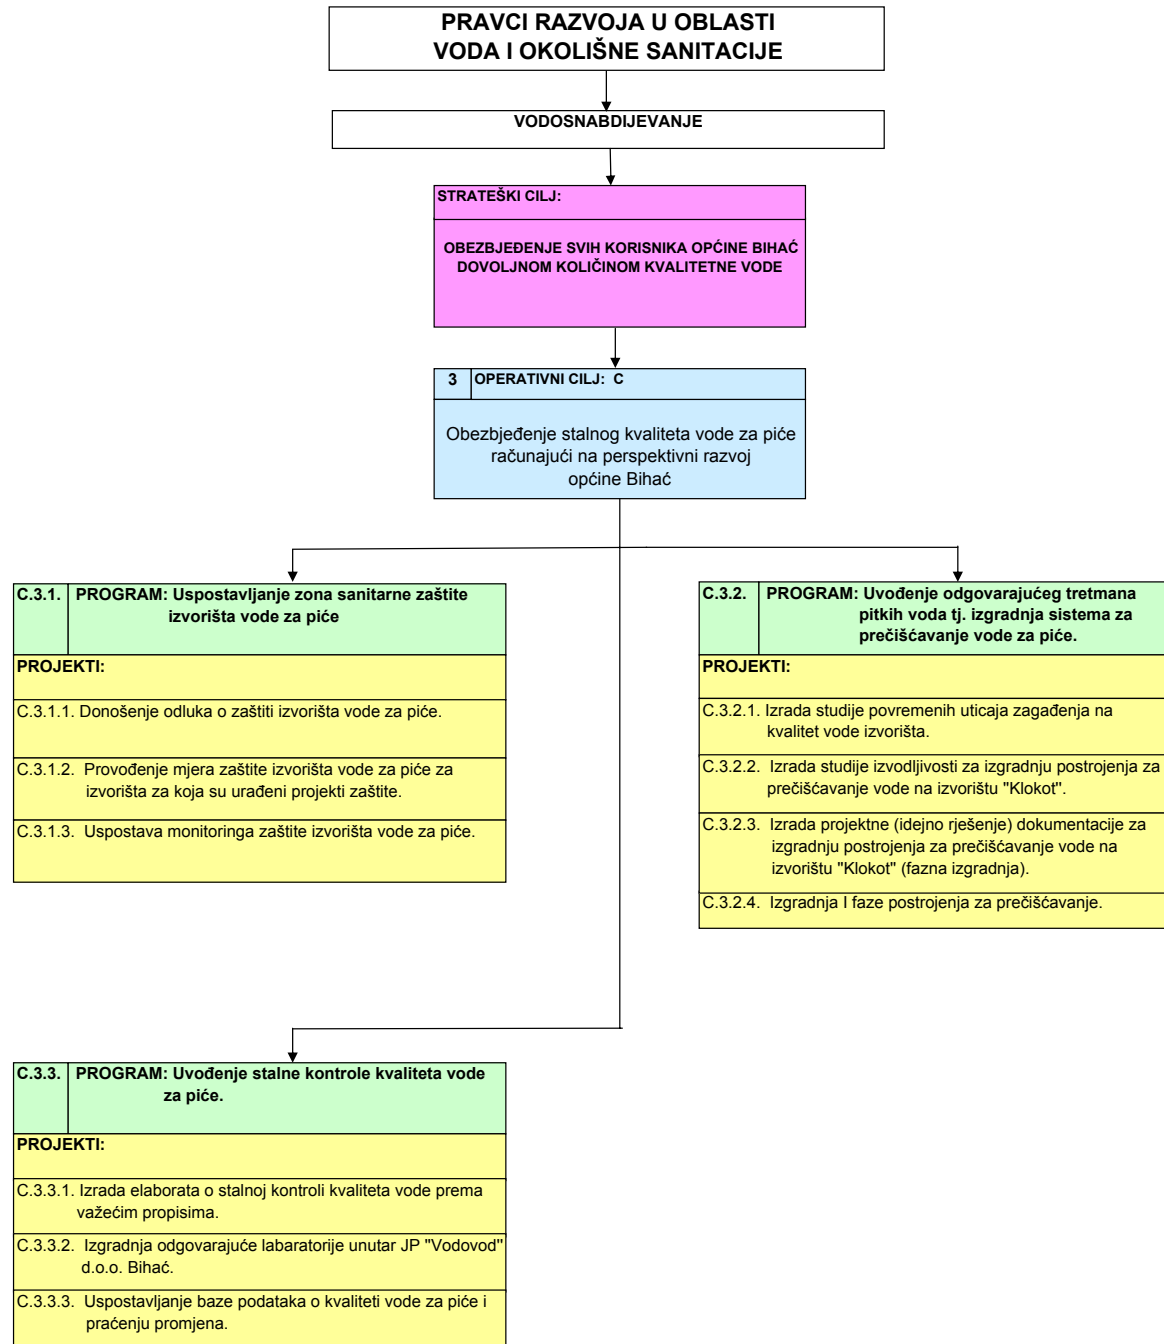 PRAVCI RAZVOJA U OBLASTI
VODA I OKOLIŠNE SANITACIJE
VODOSNABDIJEVANJE
STRATEŠKI CILJ:
OBEZBJEĐENJE SVIH KORISNIKA OPĆINE BIHAĆ
DOVOLJNOM KOLIČINOM KVALITETNE VODE
3 OPERATIVNI CILJ: C
Obezbjeđenje stalnog kvaliteta vode za piće
računajući na perspektivni razvoj
općine Bihać
C.3.1. PROGRAM: Uspostavljanje zona sanitarne zaštite
izvorišta vode za piće
PROJEKTI:
C.3.1.1. Donošenje odluka o zaštiti izvorišta vode za piće.
C.3.1.2. Provođenje mjera zaštite izvorišta vode za piće za
izvorišta za koja su urađeni projekti zaštite.
C.3.1.3. Uspostava monitoringa zaštite izvorišta vode za piće.
C.3.2. PROGRAM: Uvođenje odgovarajućeg tretmana
pitkih voda tj. izgradnja sistema za
prečišćavanje vode za piće.
PROJEKTI:
C.3.2.1. Izrada studije povremenih uticaja zagađenja na
kvalitet vode izvorišta.
C.3.2.2. Izrada studije izvodljivosti za izgradnju postrojenja za
prečišćavanje vode na izvorištu "Klokot".
C.3.2.3. Izrada projektne (idejno rješenje) dokumentacije za
izgradnju postrojenja za prečišćavanje vode na
izvorištu "Klokot" (fazna izgradnja).
C.3.2.4. Izgradnja I faze postrojenja za prečišćavanje.
C.3.3. PROGRAM: Uvođenje stalne kontrole kvaliteta vode
za piće.
PROJEKTI:
C.3.3.1. Izrada elaborata o stalnoj kontroli kvaliteta vode prema
važećim propisima.
C.3.3.2. Izgradnja odgovarajuće labaratorije unutar JP "Vodovod"
d.o.o. Bihać.
C.3.3.3. Uspostavljanje baze podataka o kvaliteti vode za piće i
praćenju promjena.